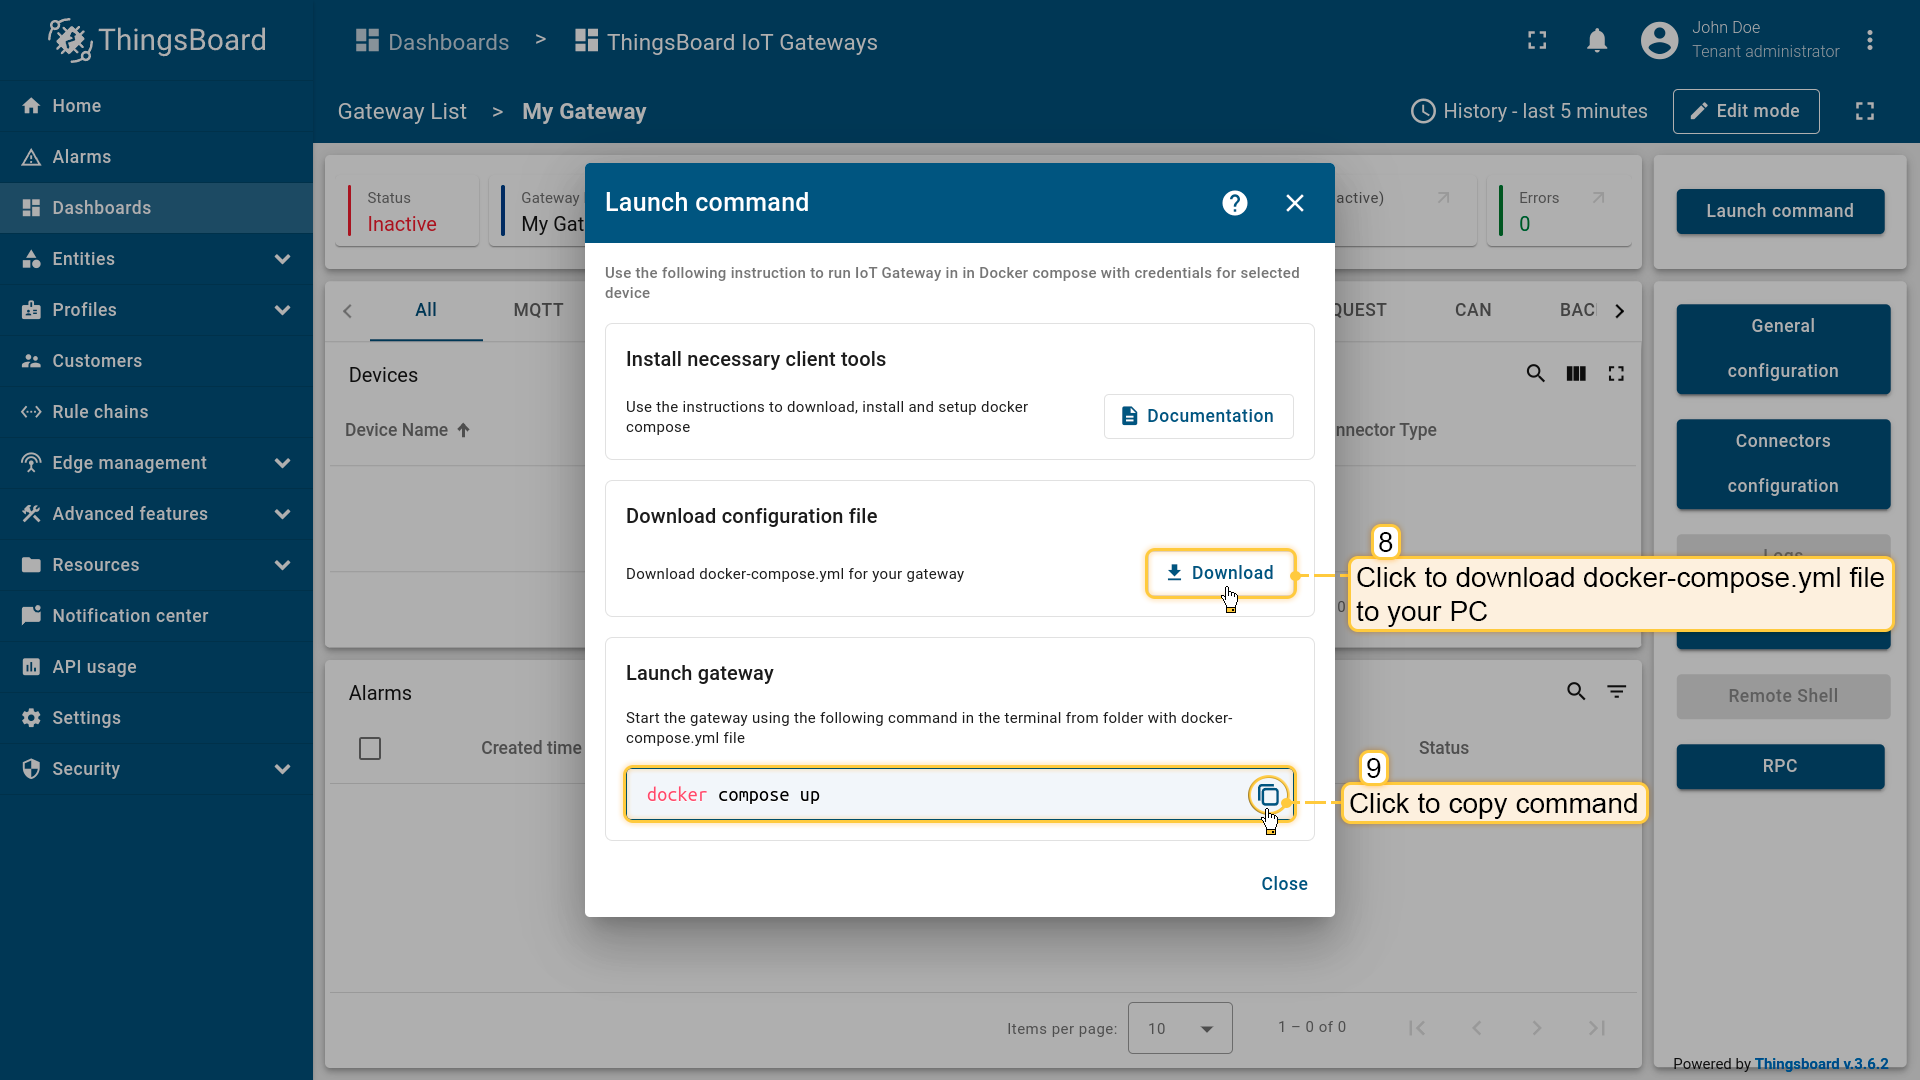 ThingsBoard
Dashboards > ThingsBoard IoT Gateways
John Doe
Tenant administrator
Gateway List > My Gateway
History - last 5 minutes
Edit mode
Home
Alarms
Dashboards
Entities
Profiles
Customers
Rule chains
Edge management
Advanced features
Resources
Notification center
API usage
Settings
Security
Status
Inactive
Gateway
My Gat
active)
Errors
0
Launch command
All
MQTT
QUEST
CAN
BAC
Devices
Device Name
nnector Type
General
configuration
Connectors
configuration
Logs
Remote Shell
RPC
Launch command
?
Use the following instruction to run IoT Gateway in in Docker compose with credentials for selected
device
Install necessary client tools
Use the instructions to download, install and setup docker
compose
Documentation
Download configuration file
Download docker-compose.yml for your gateway
Download
Launch gateway
Start the gateway using the following command in the terminal from folder with docker-
compose.yml file
docker compose up
Close
8
Click to download docker-compose.yml file
to your PC
0
9
Click to copy command
Alarms
Created time
Status
Items per page:
10
1 – 0 of 0
Powered by Thingsboard v.3.6.2